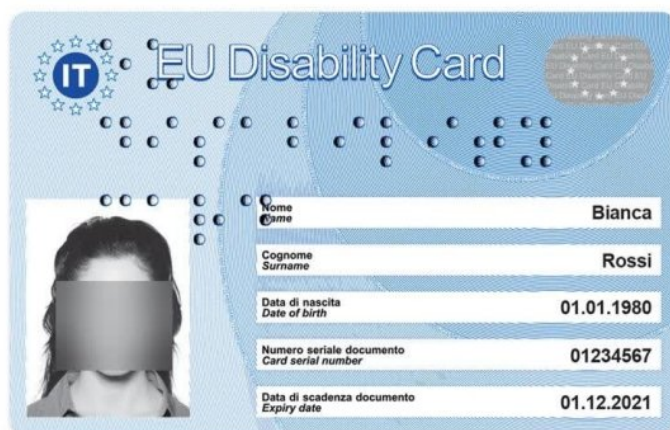 IT
EU Disability Card
Nome
Name
Bianca
Cognome
Surname
Rossi
Data di nascita
Date of birth
01.01.1980
Numero seriale documento
Card serial number
01234567
Data di scadenza documento
Expiry date
01.12.2021